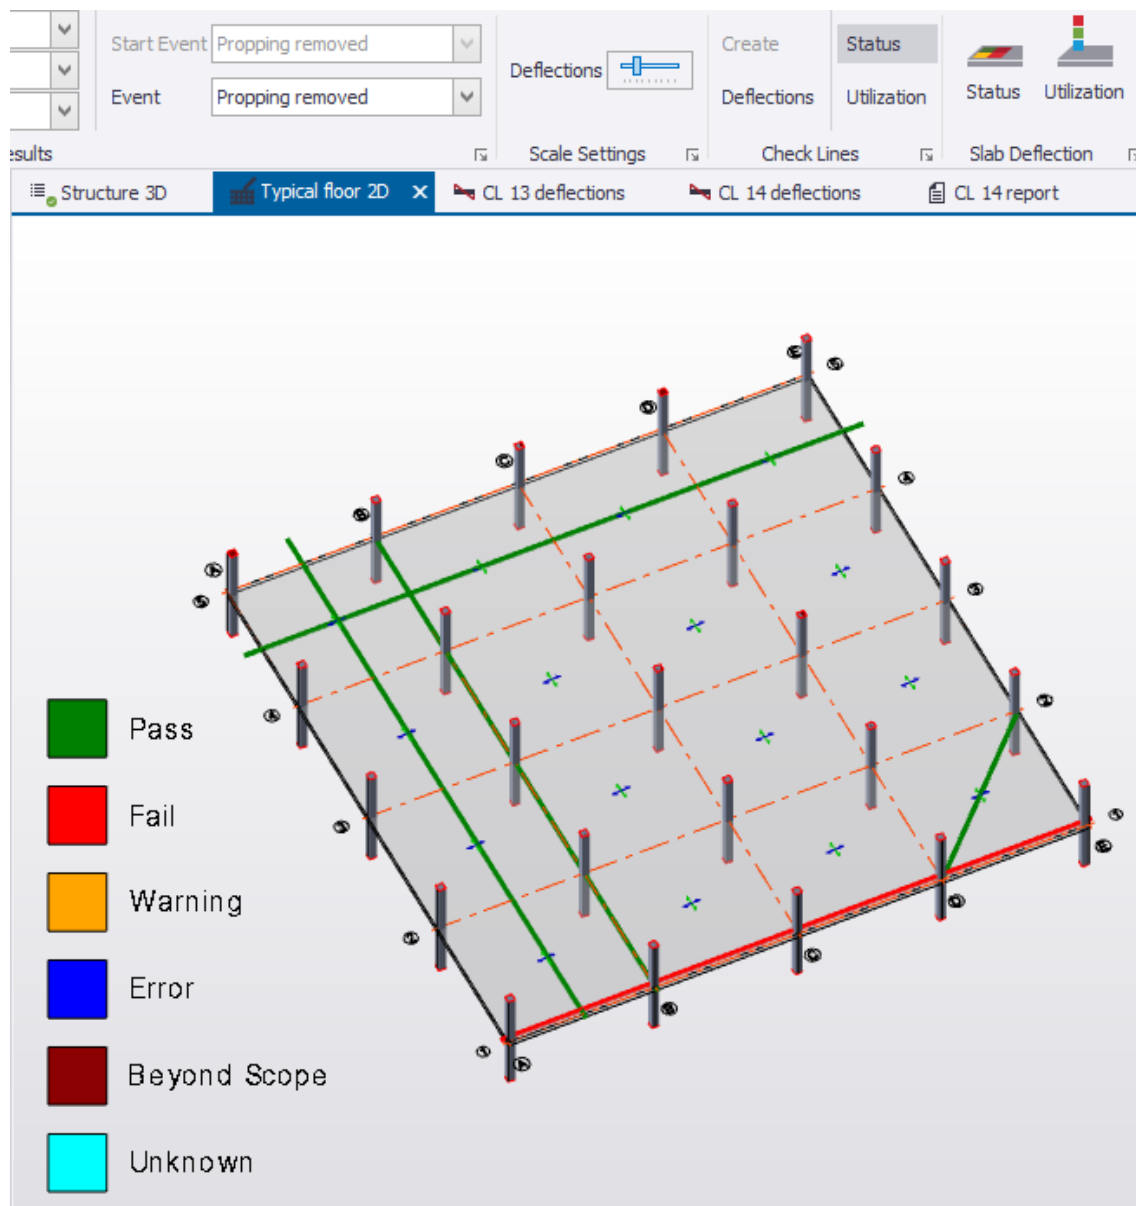 Start Event Propping removed
Event Propping removed
Deflections
Create
Deflections
Status
Utilization
Status Utilization
esults Scale Settings Check Lines Slab Deflection
Structure 3D Typical floor 2D CL 13 deflections CL 14 deflections CL 14 report
Pass
Fail
Warning
Error
Beyond Scope
Unknown